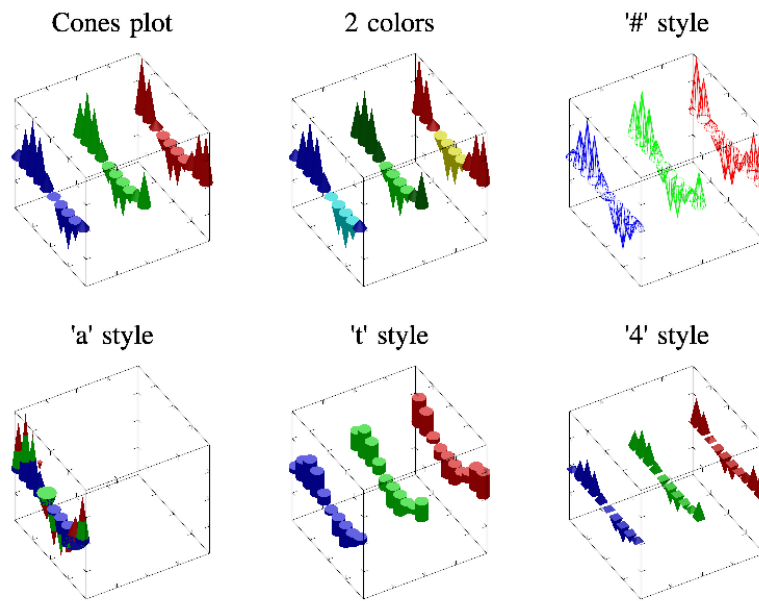 Cones plot
2 colors
'#' style
'a' style
't' style
'4' style